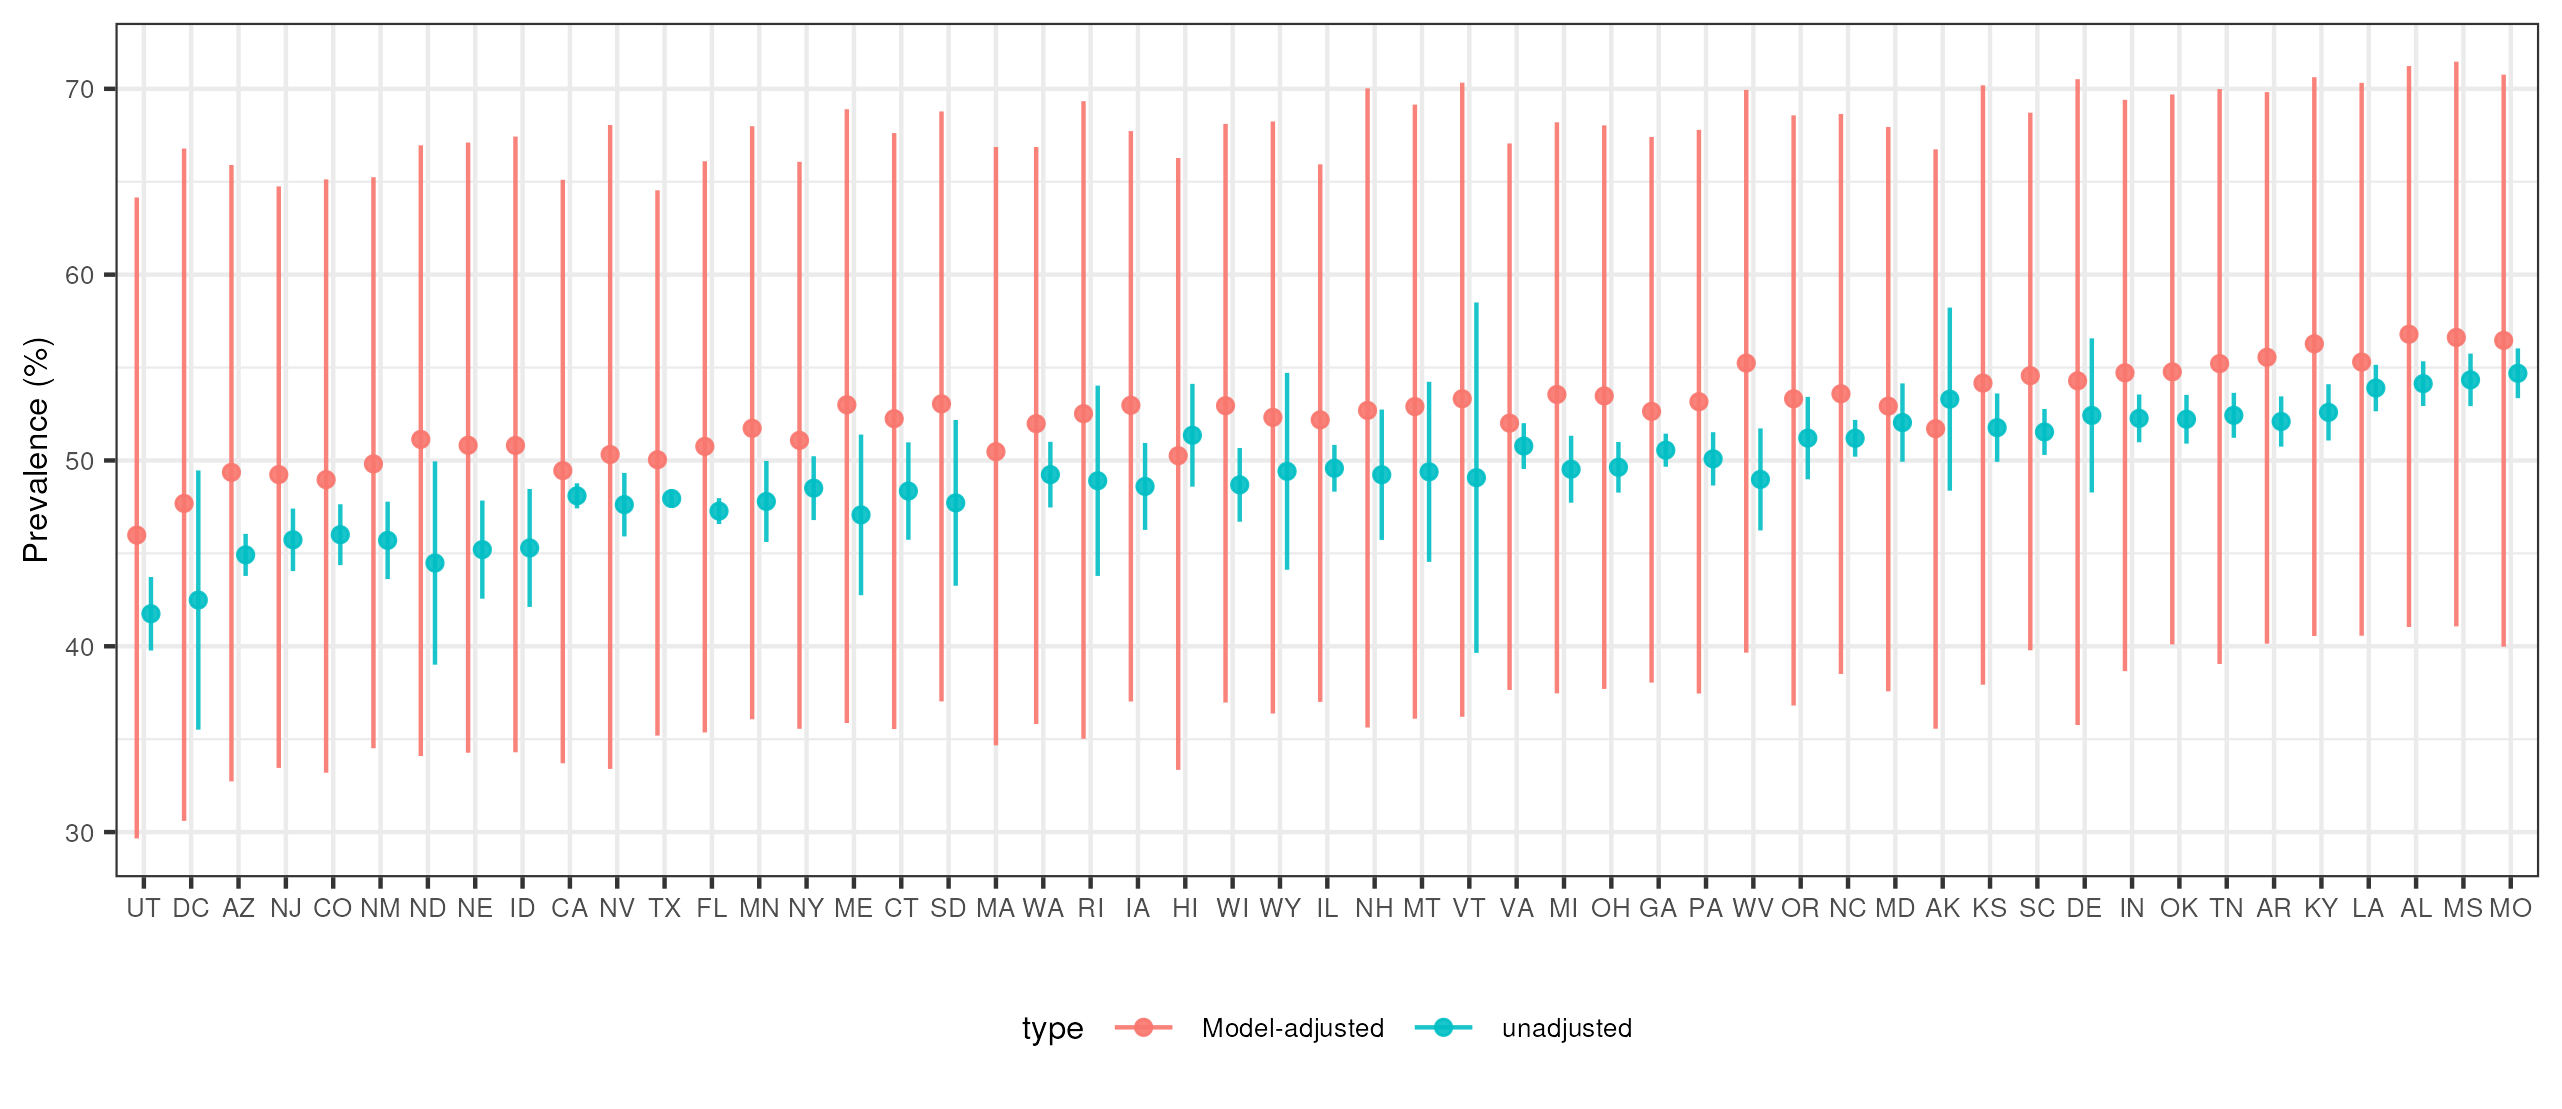 Prevalence (%)
70
60
50
40
30
UT DC AZ NJ CO NM ND NE ID CA NV TX FL MN NY ME CT SD MA WA RI IA HI WI WY IL NH MT VT VA MI OH GA PA WV OR NC MD AK KS SC DE IN OK TN AR KY LA AL MS MO
type Model-adjusted unadjusted